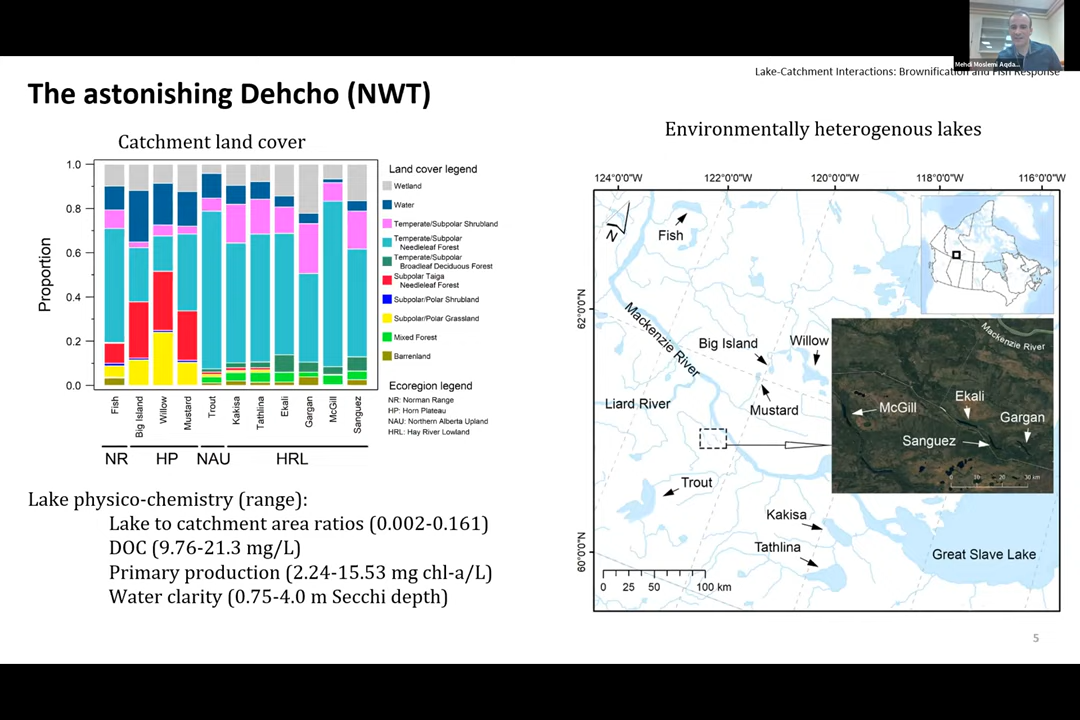 Mehdi Moslemi Aqda...
Lake-Catchment Interactions: Brownification and Fish Response
The astonishing Dehcho (NWT)
Catchment land cover
1.0
0.8
0.6
0.4
0.2
0.0
Proportion
Fish
Big Island
Willow
Mustard
Trout
Kakisa
Tathlina
Ekali
Gargan
McGill
Sanguez
NR
HP
NAU
HRL
Land cover legend
Wetland
Water
Temperate/Subpolar Shrubland
Temperate/Subpolar
Needleleaf Forest
Temperate/Subpolar
Broadleaf Deciduous Forest
Subpolar Taiga
Needleleaf Forest
Subpolar/Polar Shrubland
Subpolar/Polar Grassland
Mixed Forest
Barrenland
Ecoregion legend
NR: Norman Range
HP: Horn Plateau
NAU: Northern Alberta Upland
HRL: Hay River Lowland
Lake physico-chemistry (range):
Lake to catchment area ratios (0.002-0.161)
DOC (9.76-21.3 mg/L)
Primary production (2.24-15.53 mg chl-a/L)
Water clarity (0.75-4.0 m Secchi depth)
Environmentally heterogenous lakes
124°0'0"W
122°0'0"W
120°0'0"W
118°0'0"W
116°0'0"W
62°0'0"N
60°0'0"N
N
Fish
Mackenzie River
Big Island
Willow
Mustard
Liard River
Mackenzie River
McGill
Ekali
Gargan
Sanguez
0 10 20 30 km
Trout
Kakisa
Tathlina
Great Slave Lake
0 25 50 100 km
5